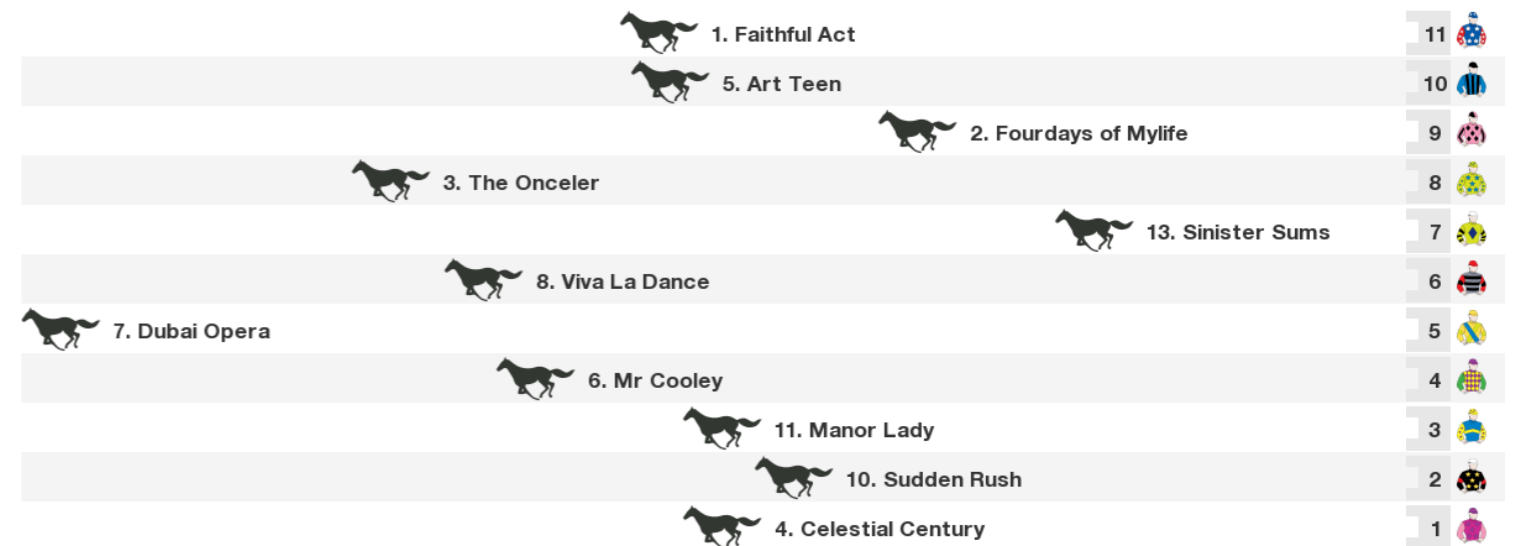 1. Faithful Act 11
5. Art Teen 10
2. Fourdays of Mylife 9
3. The Onceler 8
13. Sinister Sums 7
8. Viva La Dance 6
7. Dubai Opera 5
6. Mr Cooley 4
11. Manor Lady 3
10. Sudden Rush 2
4. Celestial Century 1